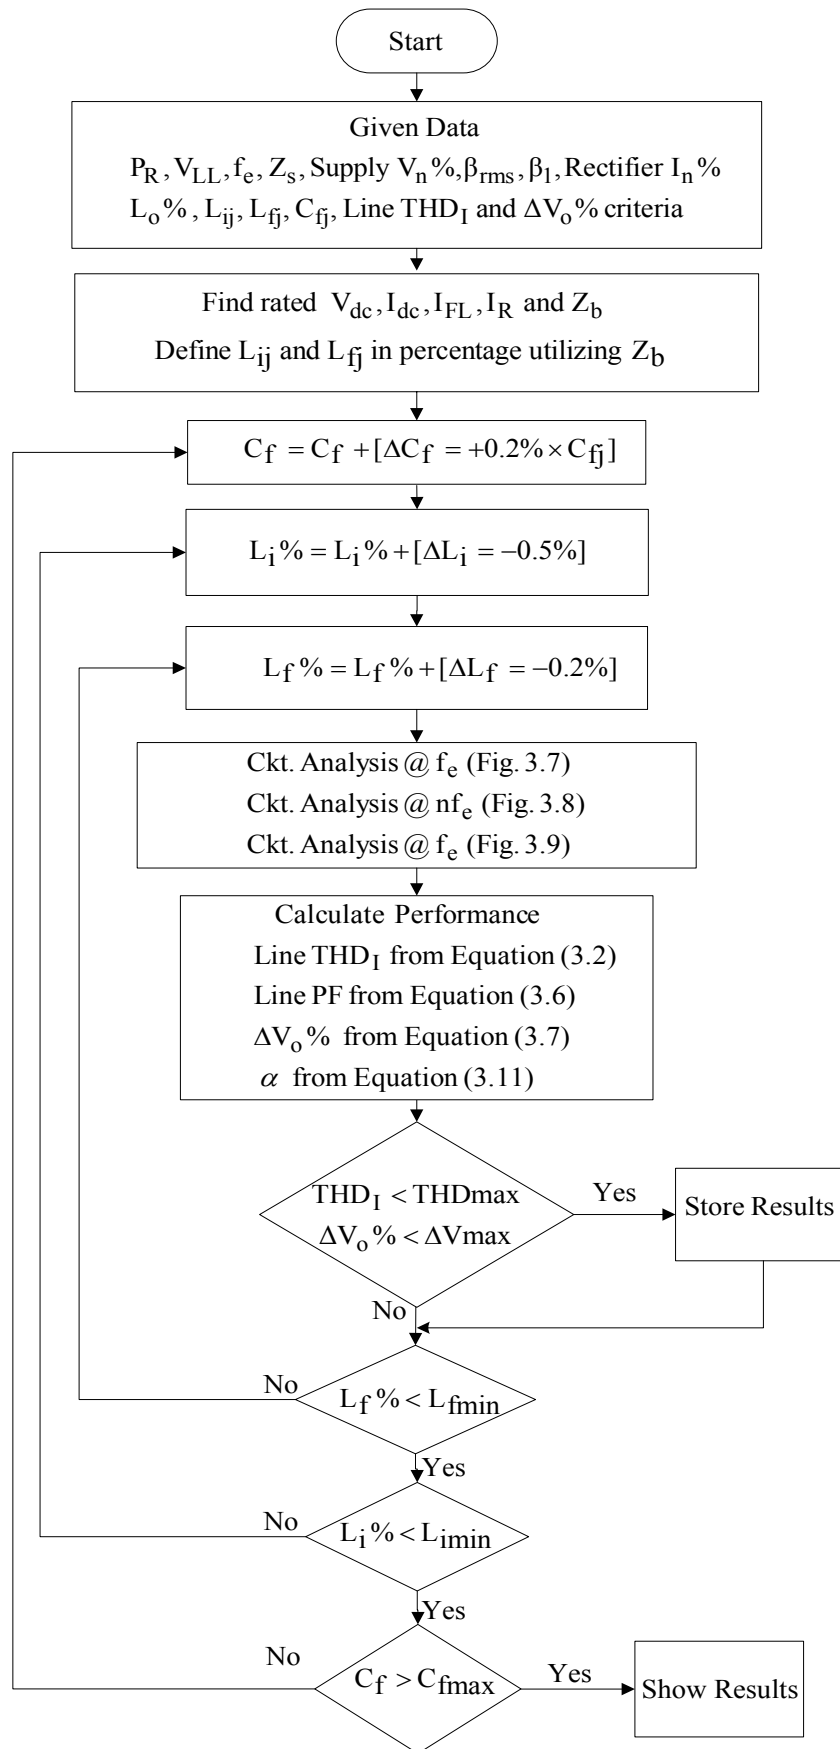 Start
Given Data
P_R, V_LL, f_e, Z_s, Supply V_n%, β_rms, β_1, Rectifier I_n%
L_o%, L_ij, L_fj, C_fj, Line THD_I and ΔV_o% criteria
Find rated V_dc, I_dc, I_FL, I_R and Z_b
Define L_ij and L_fj in percentage utilizing Z_b
C_f = C_f + [ΔC_f = +0.2% × C_fj]
L_i% = L_i% + [ΔL_i = −0.5%]
L_f% = L_f% + [ΔL_f = −0.2%]
Ckt. Analysis @ f_e (Fig. 3.7)
Ckt. Analysis @ nf_e (Fig. 3.8)
Ckt. Analysis @ f_e (Fig. 3.9)
Calculate Performance
Line THD_I from Equation (3.2)
Line PF from Equation (3.6)
ΔV_o% from Equation (3.7)
α from Equation (3.11)
THD_I < THDmax
ΔV_o% < ΔVmax
Yes
Store Results
No
L_f% < L_fmin
No
Yes
L_i% < L_imin
No
Yes
C_f > C_fmax
No
Yes
Show Results